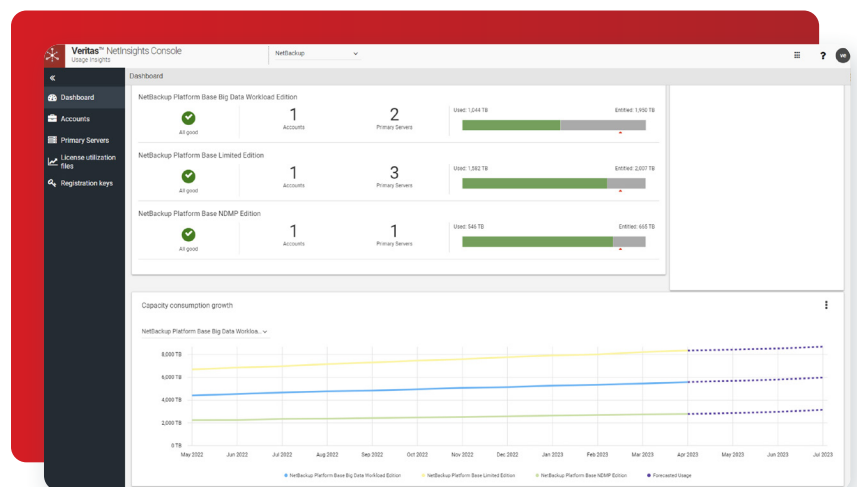 Veritas™ NetInsights Console
Usage Insights
NetBackup
?
VE
Dashboard
Dashboard
Accounts
Primary Servers
License utilization files
Registration keys
NetBackup Platform Base Big Data Workload Edition
All good
1
Accounts
2
Primary Servers
Used: 1,044 TB
Entitled: 1,950 TB
NetBackup Platform Base Limited Edition
All good
1
Accounts
3
Primary Servers
Used: 1,582 TB
Entitled: 2,007 TB
NetBackup Platform Base NDMP Edition
All good
1
Accounts
1
Primary Servers
Used: 546 TB
Entitled: 665 TB
Capacity consumption growth
NetBackup Platform Base Big Data Workloa...
8,000 TB
6,000 TB
4,000 TB
2,000 TB
0 TB
May 2022 Jun 2022 Jul 2022 Aug 2022 Sep 2022 Oct 2022 Nov 2022 Dec 2022 Jan 2023 Feb 2023 Mar 2023 Apr 2023 May 2023 Jun 2023 Jul 2023
NetBackup Platform Base Big Data Workload Edition NetBackup Platform Base Limited Edition NetBackup Platform Base NDMP Edition Forecasted Usage